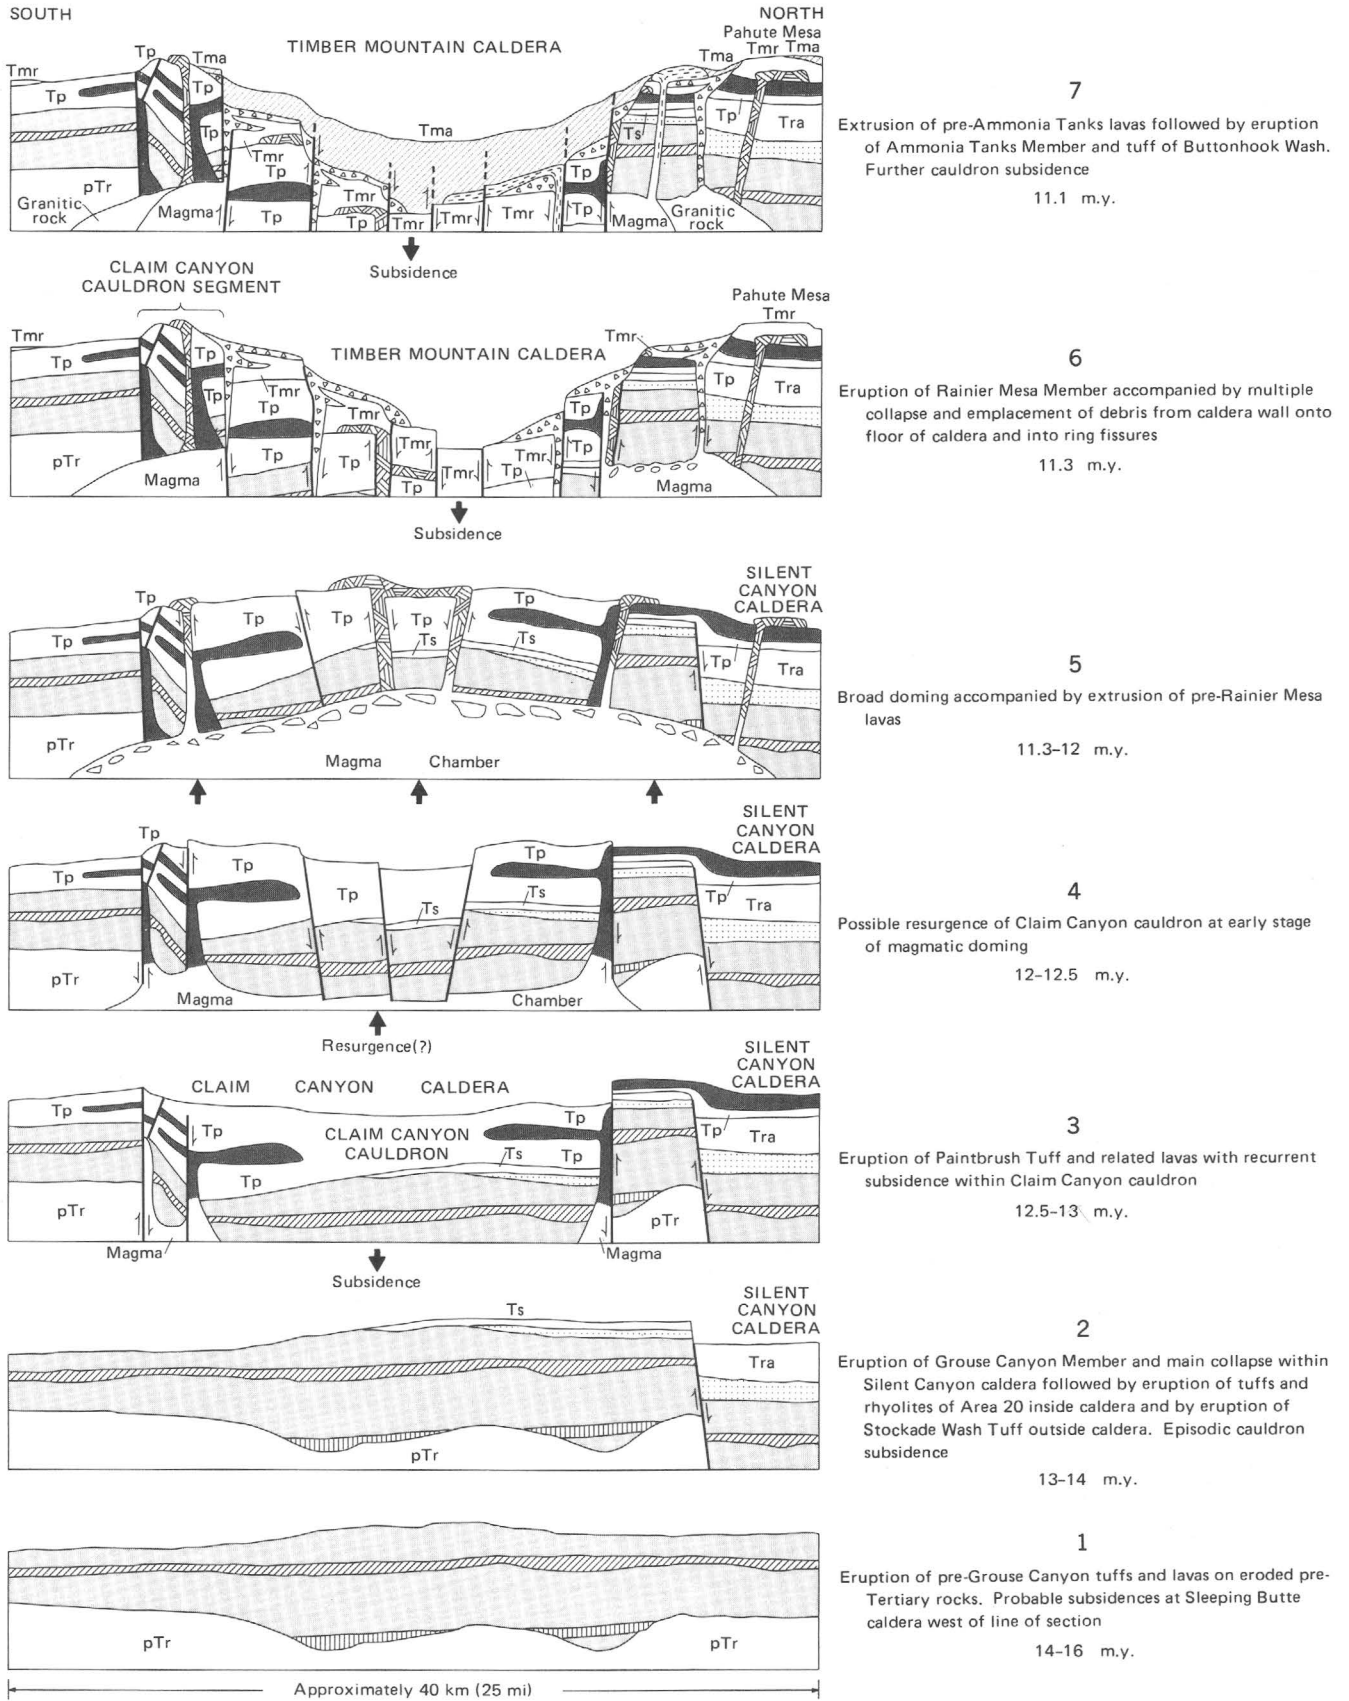 SOUTH
NORTH
Pahute Mesa
Tmr Tma
TIMBER MOUNTAIN CALDERA
Tp
Tma
Tma
Tmr
Tp
Tp
Tp
Tma
Tp
Tra
Ts
Tmr
Tp
Tp
pTr
Tmr
Tp
Granitic
rock
Magma
Tp
Tp
Tmr
Tmr
Tmr
Magma
Granitic
rock
Subsidence
7
Extrusion of pre-Ammonia Tanks lavas followed by eruption
of Ammonia Tanks Member and tuff of Buttonhook Wash.
Further cauldron subsidence
11.1 m.y.
CLAIM CANYON
CAULDRON SEGMENT
Pahute Mesa
Tmr
Tmr
Tmr
TIMBER MOUNTAIN CALDERA
Tp
Tp
Tp
Tra
Tp
Tmr
Tp
Tmr
Tp
Tmr
Tp
pTr
Tp
Tp
Tmr
Tp
Tmr
Tp
Magma
Magma
Subsidence
6
Eruption of Rainier Mesa Member accompanied by multiple
collapse and emplacement of debris from caldera wall onto
floor of caldera and into ring fissures
11.3 m.y.
SILENT
CANYON
CALDERA
Tp
Tp
Tp
Tp
Tp
Tp
Ts
Ts
Tp
Tra
pTr
Magma Chamber
5
Broad doming accompanied by extrusion of pre-Rainier Mesa
lavas
11.3–12 m.y.
SILENT
CANYON
CALDERA
Tp
Tp
Tp
Tp
Tp
Ts
Ts
Tp
Tra
pTr
Magma
Chamber
Resurgence(?)
4
Possible resurgence of Claim Canyon cauldron at early stage
of magmatic doming
12–12.5 m.y.
SILENT
CANYON
CALDERA
CLAIM CANYON CALDERA
Tp
Tp
Tp
CLAIM CANYON
CAULDRON
Ts
Tp
Tp
Tp
Tra
pTr
pTr
Magma
Magma
Subsidence
3
Eruption of Paintbrush Tuff and related lavas with recurrent
subsidence within Claim Canyon cauldron
12.5–13 m.y.
SILENT
CANYON
CALDERA
Ts
Tra
pTr
2
Eruption of Grouse Canyon Member and main collapse within
Silent Canyon caldera followed by eruption of tuffs and
rhyolites of Area 20 inside caldera and by eruption of
Stockade Wash Tuff outside caldera. Episodic cauldron
subsidence
13–14 m.y.
pTr
pTr
1
Eruption of pre-Grouse Canyon tuffs and lavas on eroded pre-
Tertiary rocks. Probable subsidences at Sleeping Butte
caldera west of line of section
14–16 m.y.
Approximately 40 km (25 mi)